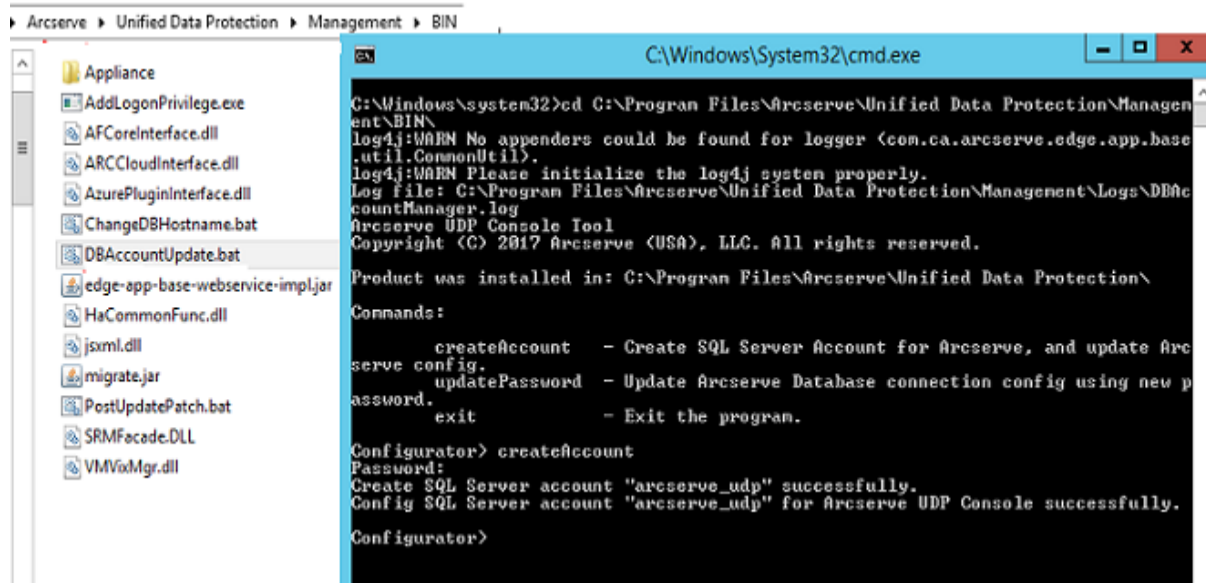 Arcserve ▸ Unified Data Protection ▸ Management ▸ BIN
Appliance
AddLogonPrivilege.exe
AFCoreInterface.dll
ARCCloudInterface.dll
AzurePluginInterface.dll
ChangeDBHostname.bat
DBAccountUpdate.bat
edge-app-base-webservice-impl.jar
HaCommonFunc.dll
jsxml.dll
migrate.jar
PostUpdatePatch.bat
SRMFacade.DLL
VMVixMgr.dll
C:\Windows\System32\cmd.exe
C:\Windows\system32>cd C:\Program Files\Arcserve\Unified Data Protection\Managem
ent\BIN\
log4j:WARN No appenders could be found for logger (com.ca.arcserve.edge.app.base
.util.CommonUtil).
log4j:WARN Please initialize the log4j system properly.
Log file: C:\Program Files\Arcserve\Unified Data Protection\Management\Logs\DBAc
countManager.log
Arcserve UDP Console Tool
Copyright (C) 2017 Arcserve (USA), LLC. All rights reserved.
Product was installed in: C:\Program Files\Arcserve\Unified Data Protection\
Commands:
createAccount - Create SQL Server Account for Arcserve, and update Arc
serve config.
updatePassword - Update Arcserve Database connection config using new p
assword.
exit - Exit the program.
Configurator> createAccount
Password:
Create SQL Server account "arcserve_udp" successfully.
Config SQL Server account "arcserve_udp" for Arcserve UDP Console successfully.
Configurator>